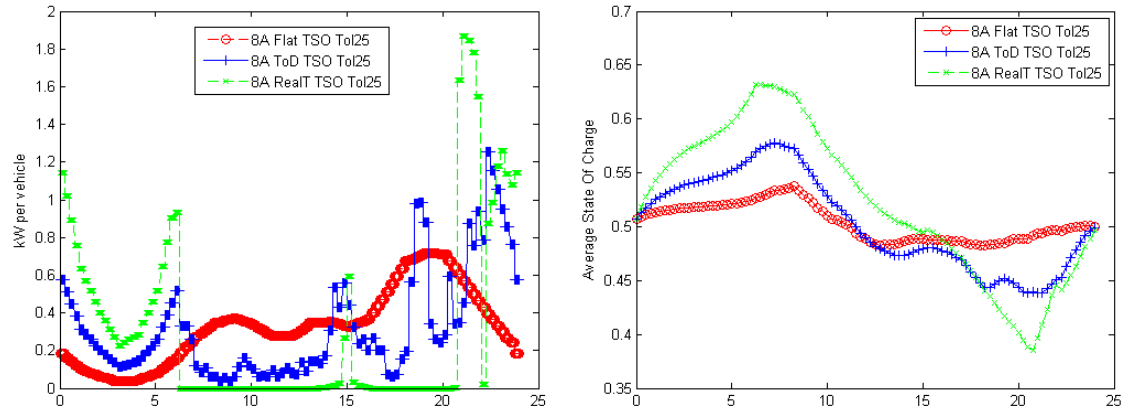 2
1.8
1.6
1.4
1.2
1
0.8
0.6
0.4
0.2
0
kW per vehicle
8A Flat TSO Tol25
8A ToD TSO Tol25
8A RealT TSO Tol25
0 5 10 15 20 25
0.7
0.65
0.6
0.55
0.5
0.45
0.4
0.35
Average State Of Charge
8A Flat TSO Tol25
8A ToD TSO Tol25
8A RealT TSO Tol25
0 5 10 15 20 25